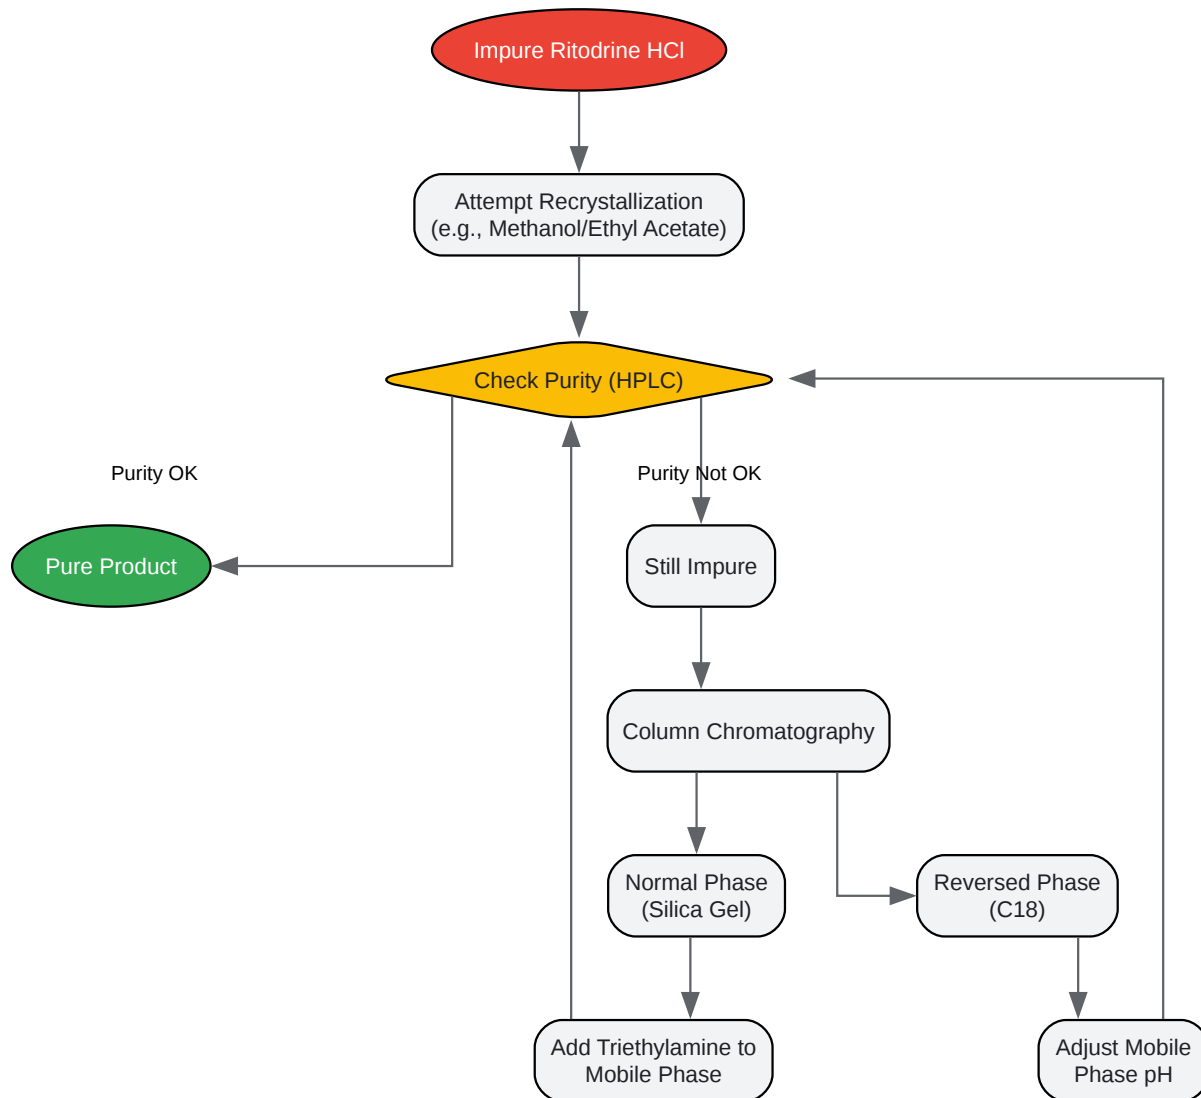 Impure Ritodrine HCl
Attempt Recrystallization
(e.g., Methanol/Ethyl Acetate)
Check Purity (HPLC)
Purity OK
Purity Not OK
Pure Product
Still Impure
Column Chromatography
Normal Phase
(Silica Gel)
Reversed Phase
(C18)
Add Triethylamine to
Mobile Phase
Adjust Mobile
Phase pH